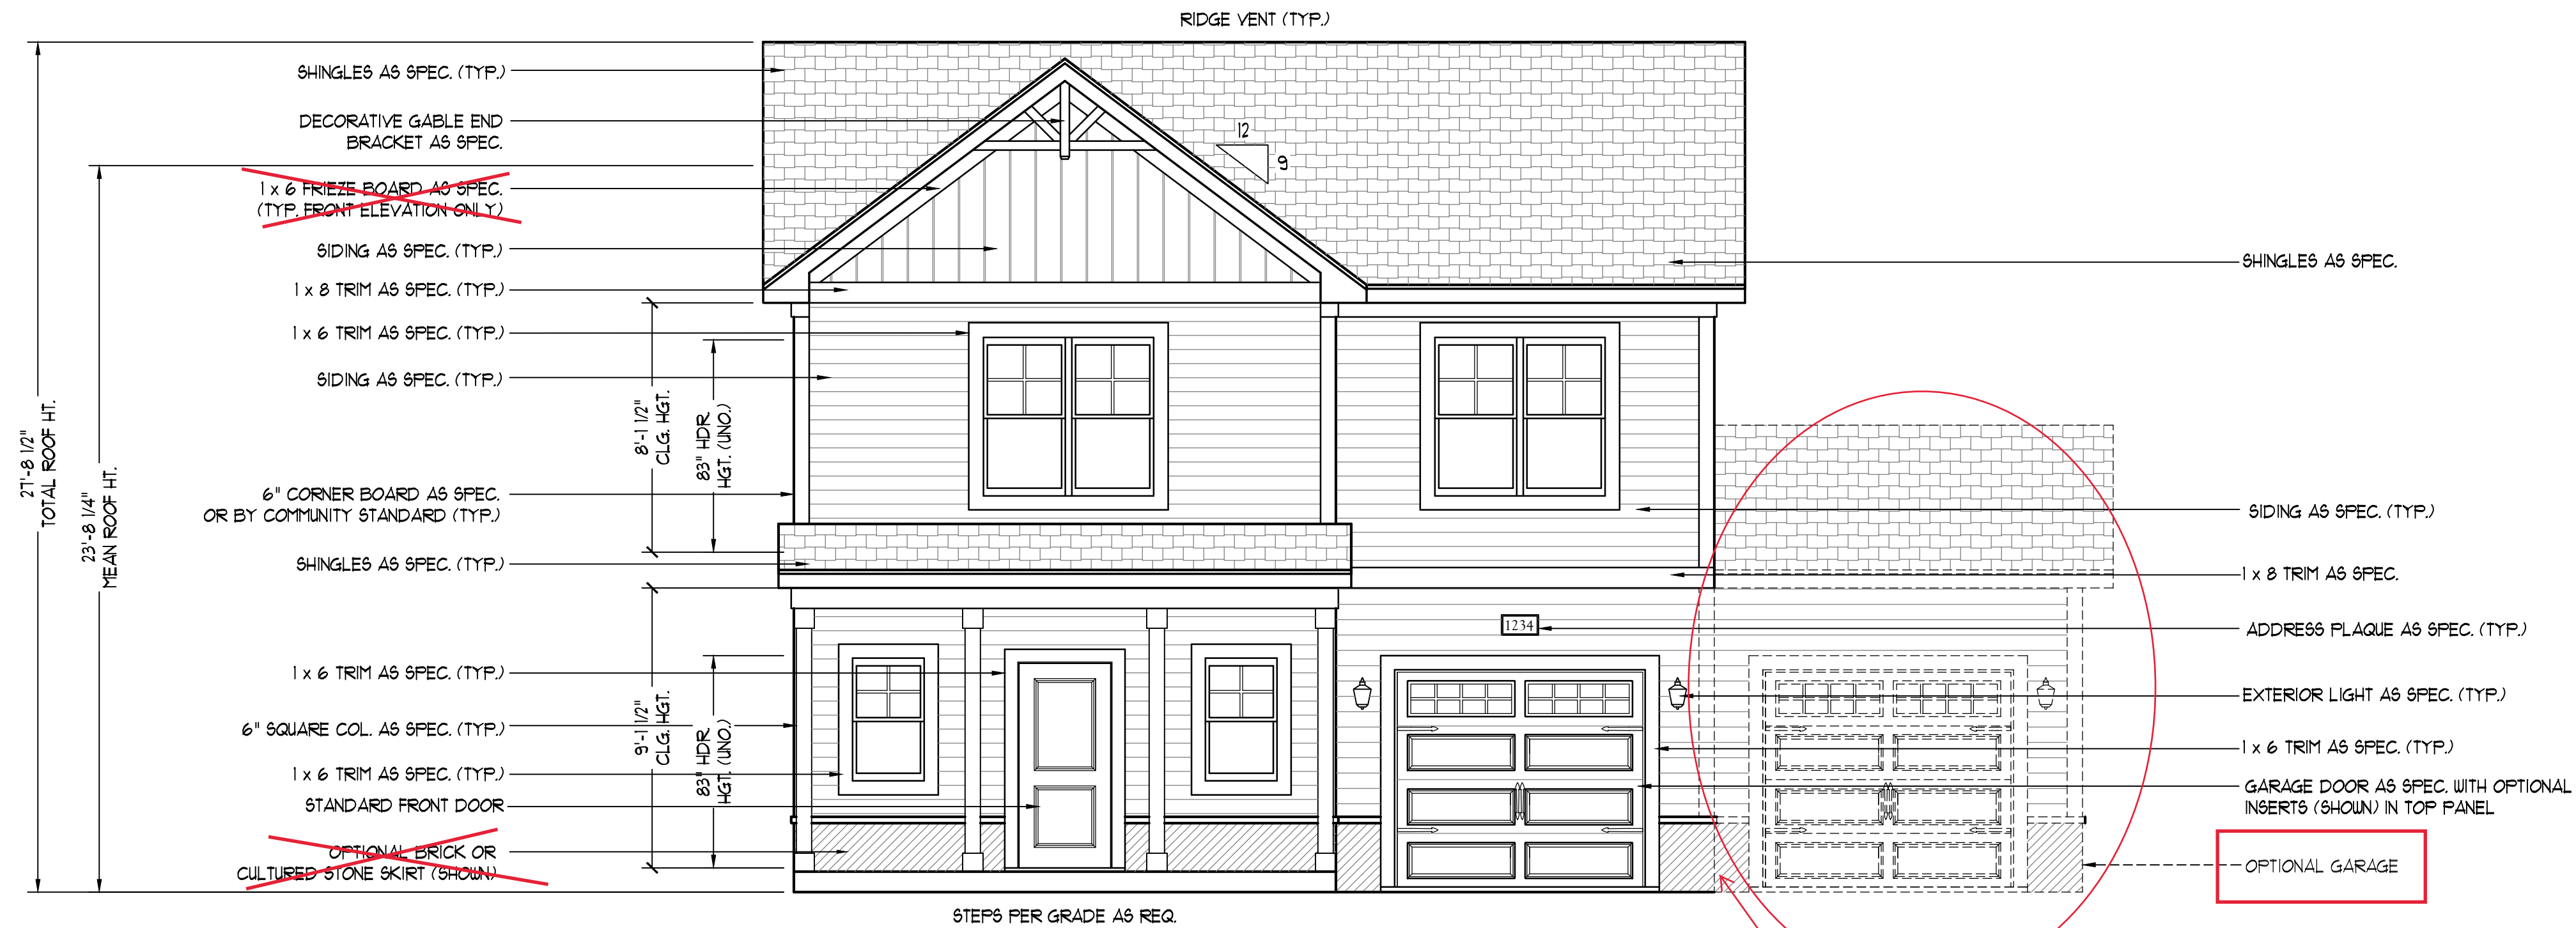 RIDGE VENT (TYP.)
SHINGLES AS SPEC. (TYP.)
DECORATIVE GABLE END
BRACKET AS SPEC.
1 x 6 FRIEZE BOARD AS SPEC.
(TYP. FRONT ELEVATION ONLY)
SIDING AS SPEC. (TYP.)
1 x 8 TRIM AS SPEC. (TYP.)
1 x 6 TRIM AS SPEC. (TYP.)
SIDING AS SPEC. (TYP.)
6" CORNER BOARD AS SPEC.
OR BY COMMUNITY STANDARD (TYP.)
SHINGLES AS SPEC. (TYP.)
1 x 6 TRIM AS SPEC. (TYP.)
6" SQUARE COL. AS SPEC. (TYP.)
1 x 6 TRIM AS SPEC. (TYP.)
STANDARD FRONT DOOR
OPTIONAL BRICK OR
CULTURED STONE SKIRT (SHOWN)
27'-8 1/2"
TOTAL ROOF HT.
23'-8 1/4"
MEAN ROOF HT.
8'-1 1/2"
CLG. HGT.
83" HDR
HGT. (UNO.)
9'-1 1/2"
CLG. HGT.
83" HDR
HGT. (UNO.)
12
9
1234
SHINGLES AS SPEC.
SIDING AS SPEC. (TYP.)
1 x 8 TRIM AS SPEC.
ADDRESS PLAQUE AS SPEC. (TYP.)
EXTERIOR LIGHT AS SPEC. (TYP.)
1 x 6 TRIM AS SPEC. (TYP.)
GARAGE DOOR AS SPEC. WITH OPTIONAL
INSERTS (SHOWN) IN TOP PANEL
OPTIONAL GARAGE
STEPS PER GRADE AS REQ.